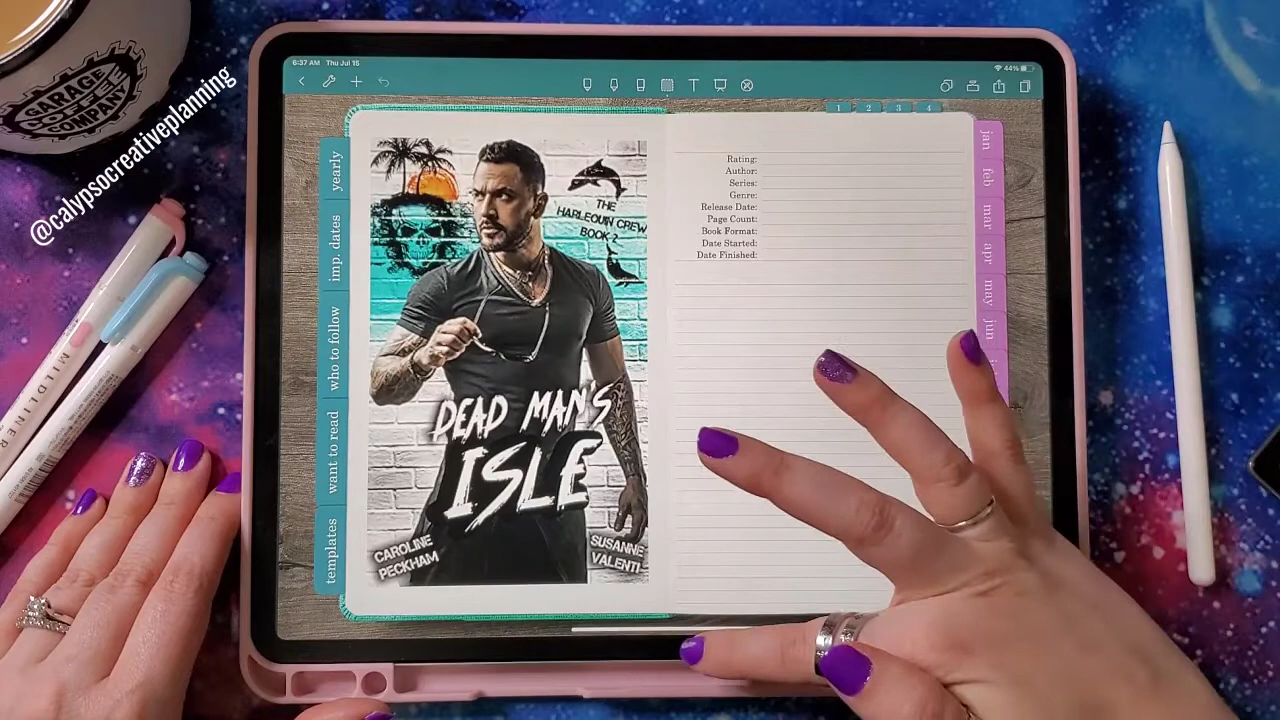 GARAGE
COFFEE
COMPANY
@calypsocreativeplanning
MILDLINER
6:37 AM Thu Jul 15
44%
T
1 2 3 4
yearly
imp. dates
who to follow
want to read
templates
THE
HARLEQUIN CREW
BOOK 2
DEAD MAN'S
ISLE
CAROLINE
PECKHAM
SUSANNE
VALENTI
Rating:
Author:
Series:
Genre:
Release Date:
Page Count:
Book Format:
Date Started:
Date Finished:
jan
feb
mar
apr
may
jun